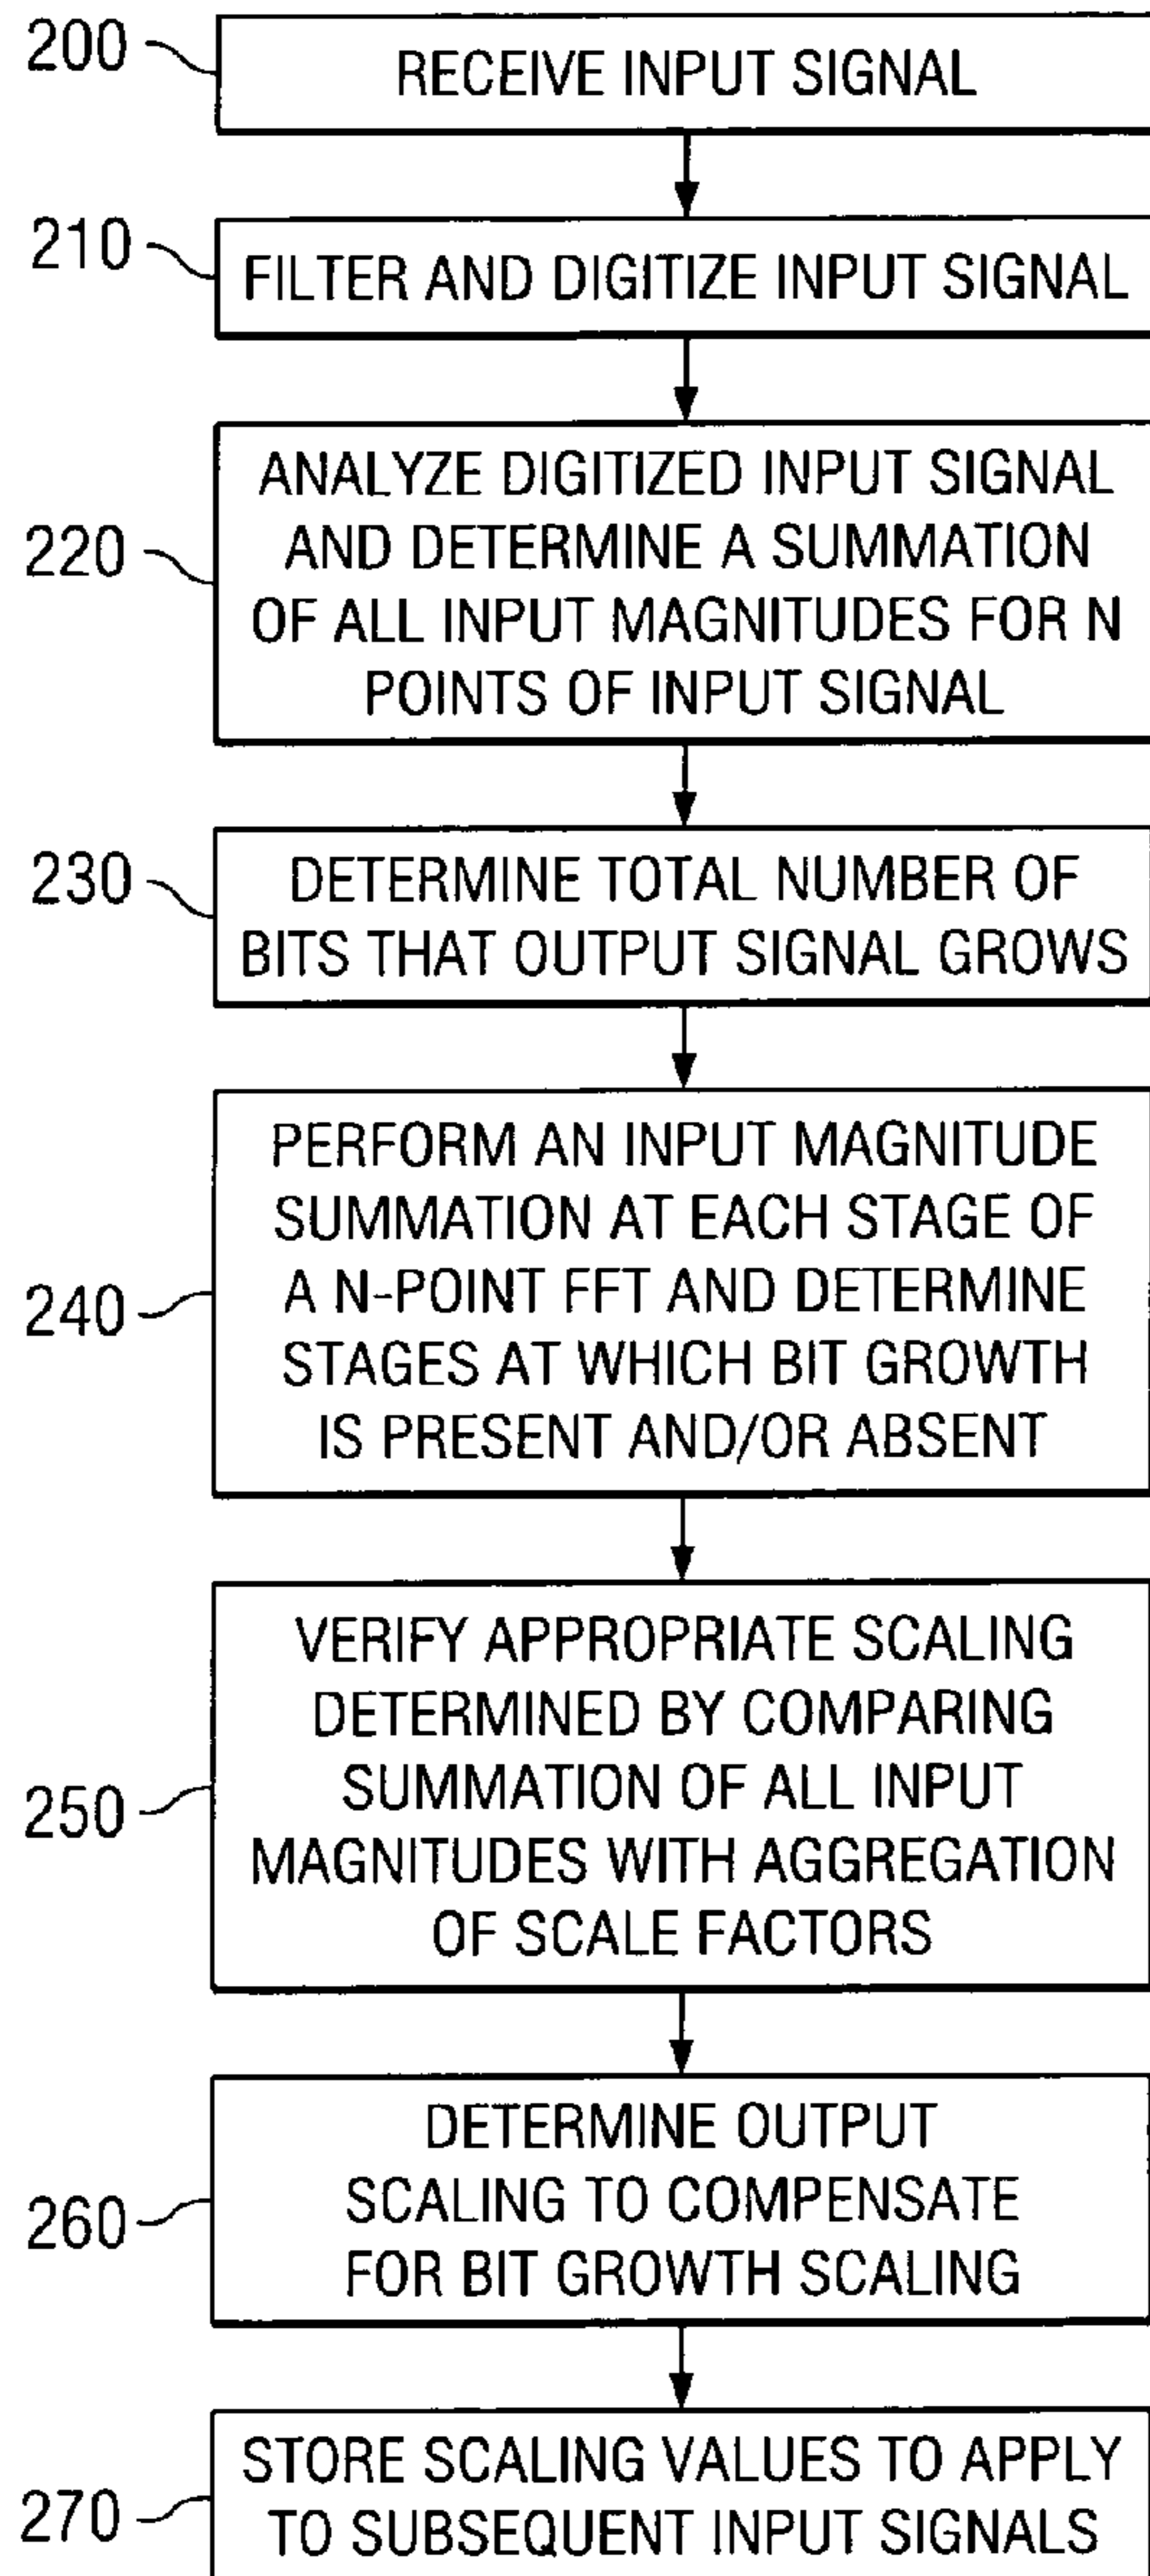 200
RECEIVE INPUT SIGNAL
210
FILTER AND DIGITIZE INPUT SIGNAL
220
ANALYZE DIGITIZED INPUT SIGNAL
AND DETERMINE A SUMMATION
OF ALL INPUT MAGNITUDES FOR N
POINTS OF INPUT SIGNAL
230
DETERMINE TOTAL NUMBER OF
BITS THAT OUTPUT SIGNAL GROWS
240
PERFORM AN INPUT MAGNITUDE
SUMMATION AT EACH STAGE OF
A N-POINT FFT AND DETERMINE
STAGES AT WHICH BIT GROWTH
IS PRESENT AND/OR ABSENT
250
VERIFY APPROPRIATE SCALING
DETERMINED BY COMPARING
SUMMATION OF ALL INPUT
MAGNITUDES WITH AGGREGATION
OF SCALE FACTORS
260
DETERMINE OUTPUT
SCALING TO COMPENSATE
FOR BIT GROWTH SCALING
270
STORE SCALING VALUES TO APPLY
TO SUBSEQUENT INPUT SIGNALS